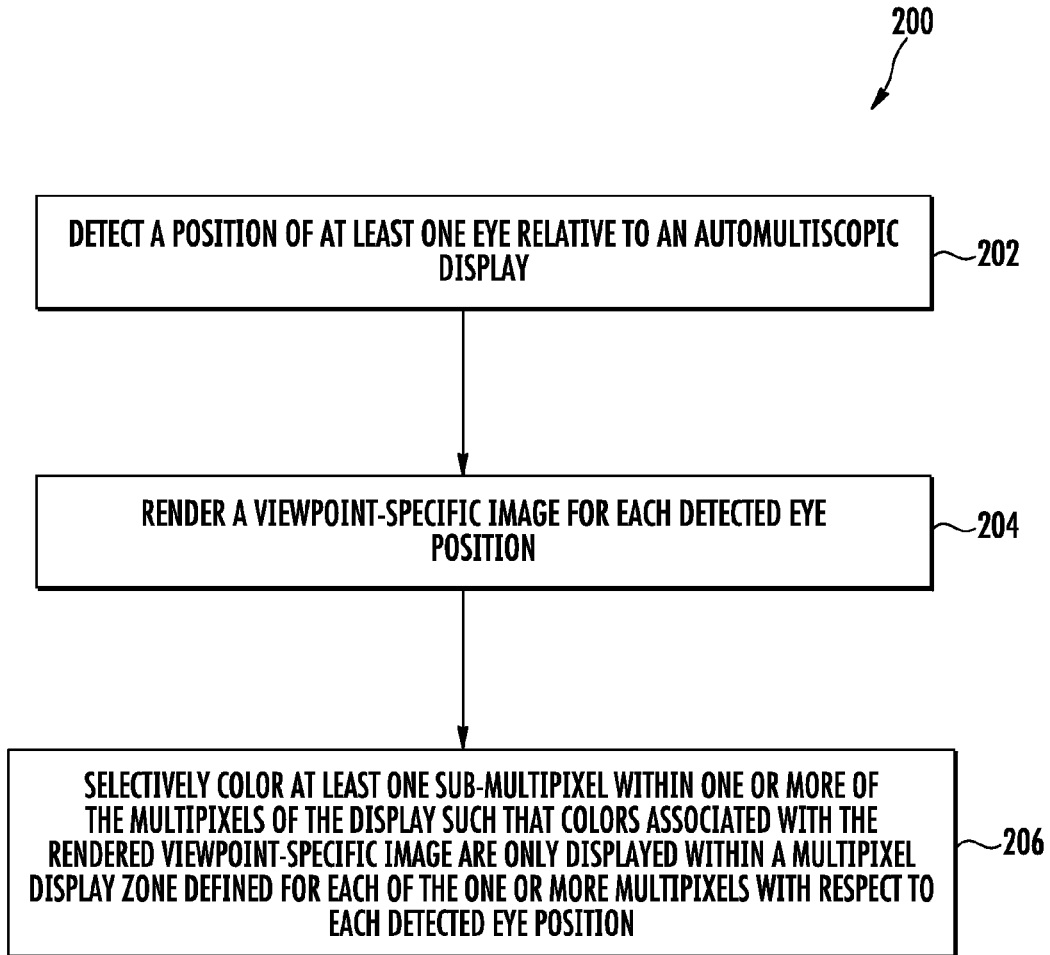 200
DETECT A POSITION OF AT LEAST ONE EYE RELATIVE TO AN AUTOMULTISCOPIC
DISPLAY
202
RENDER A VIEWPOINT-SPECIFIC IMAGE FOR EACH DETECTED EYE
POSITION
204
SELECTIVELY COLOR AT LEAST ONE SUB-MULTIPIXEL WITHIN ONE OR MORE OF
THE MULTIPIXELS OF THE DISPLAY SUCH THAT COLORS ASSOCIATED WITH THE
RENDERED VIEWPOINT-SPECIFIC IMAGE ARE ONLY DISPLAYED WITHIN A MULTIPIXEL
DISPLAY ZONE DEFINED FOR EACH OF THE ONE OR MORE MULTIPIXELS WITH RESPECT TO
EACH DETECTED EYE POSITION
206